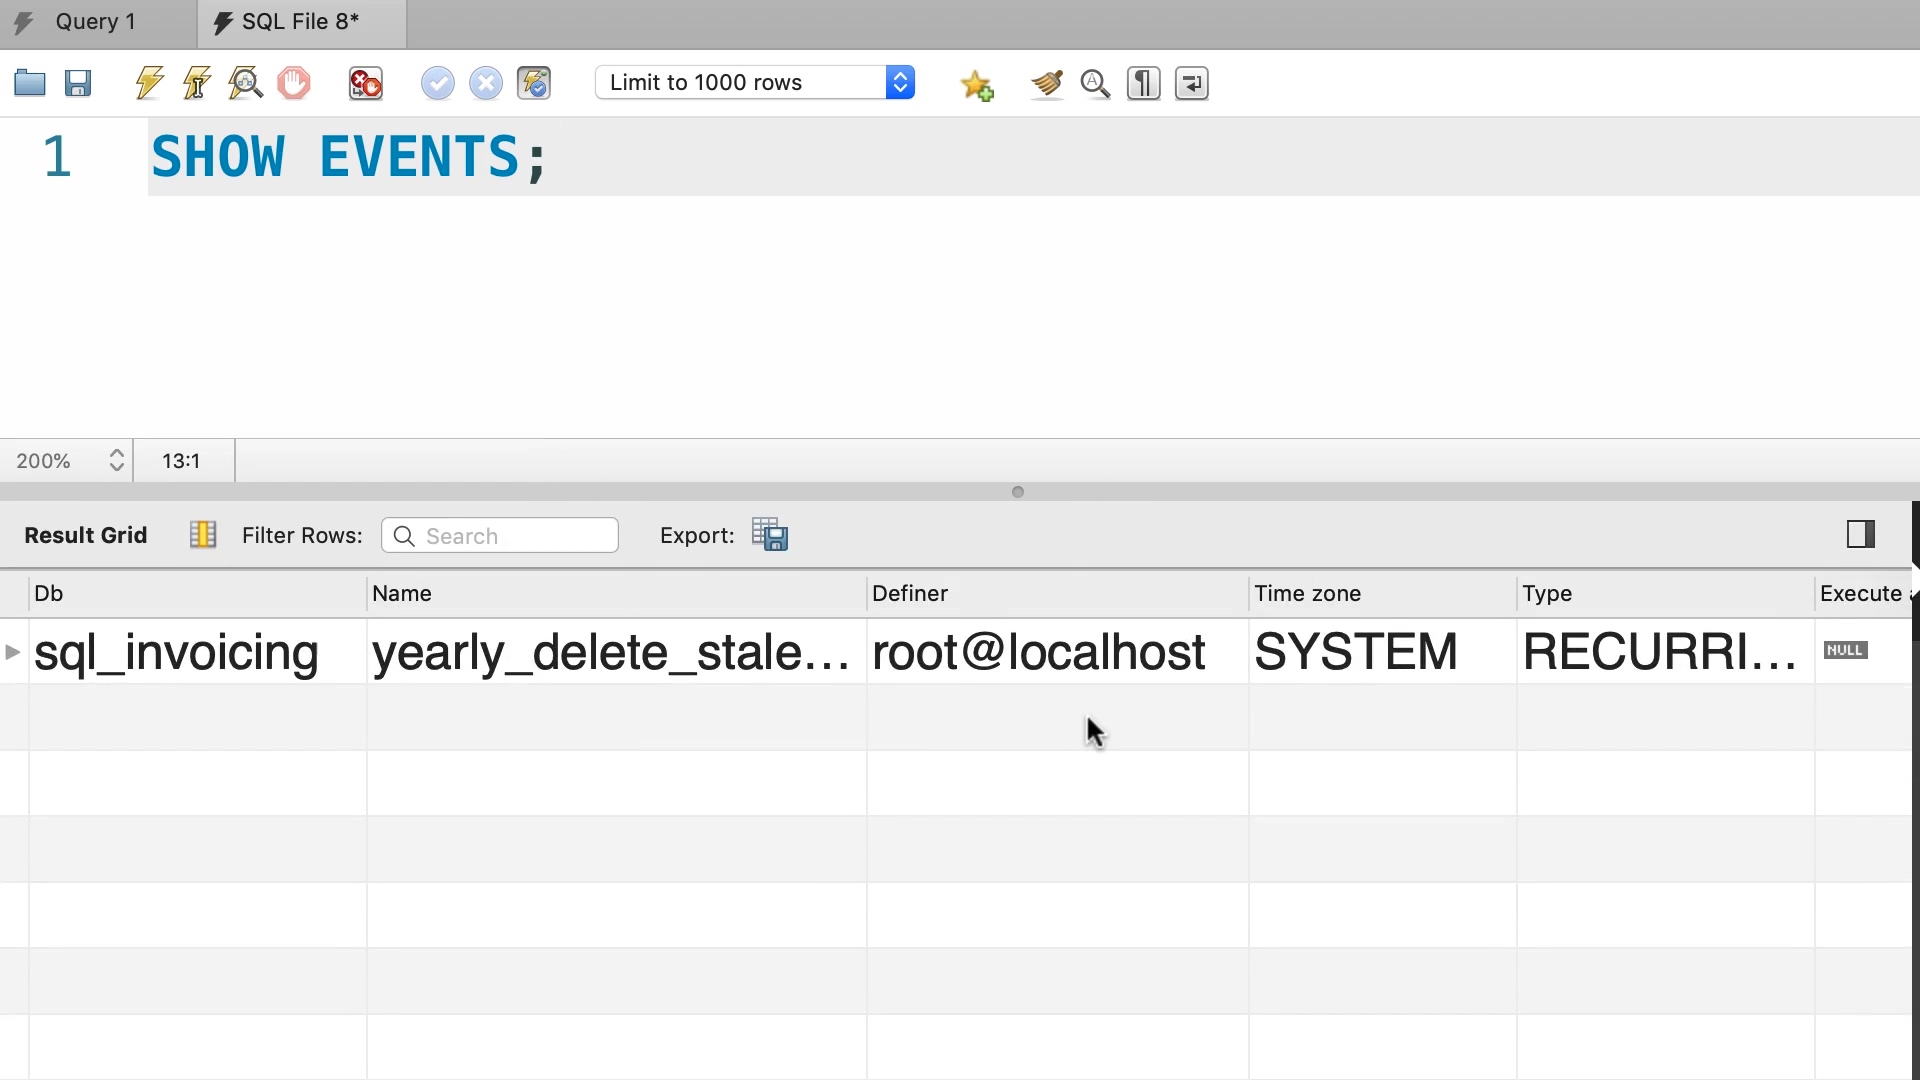 Query 1
SQL File 8*
Limit to 1000 rows
1 SHOW EVENTS;
200% 13:1
Result Grid Filter Rows: Search Export:
Db Name Definer Time zone Type Execute
sql_invoicing yearly_delete_stale... root@localhost SYSTEM RECURRI... NULL